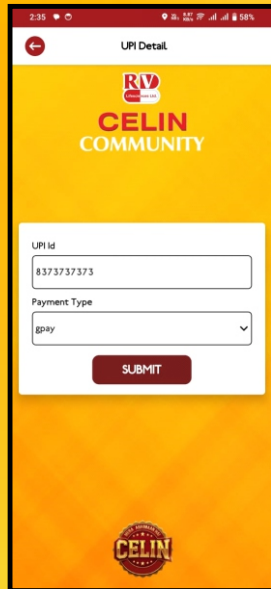 2:35
58%
UPI Detail
RV
CELIN
COMMUNITY
UPI Id
8373737373
Payment Type
gpay
SUBMIT
CELIN